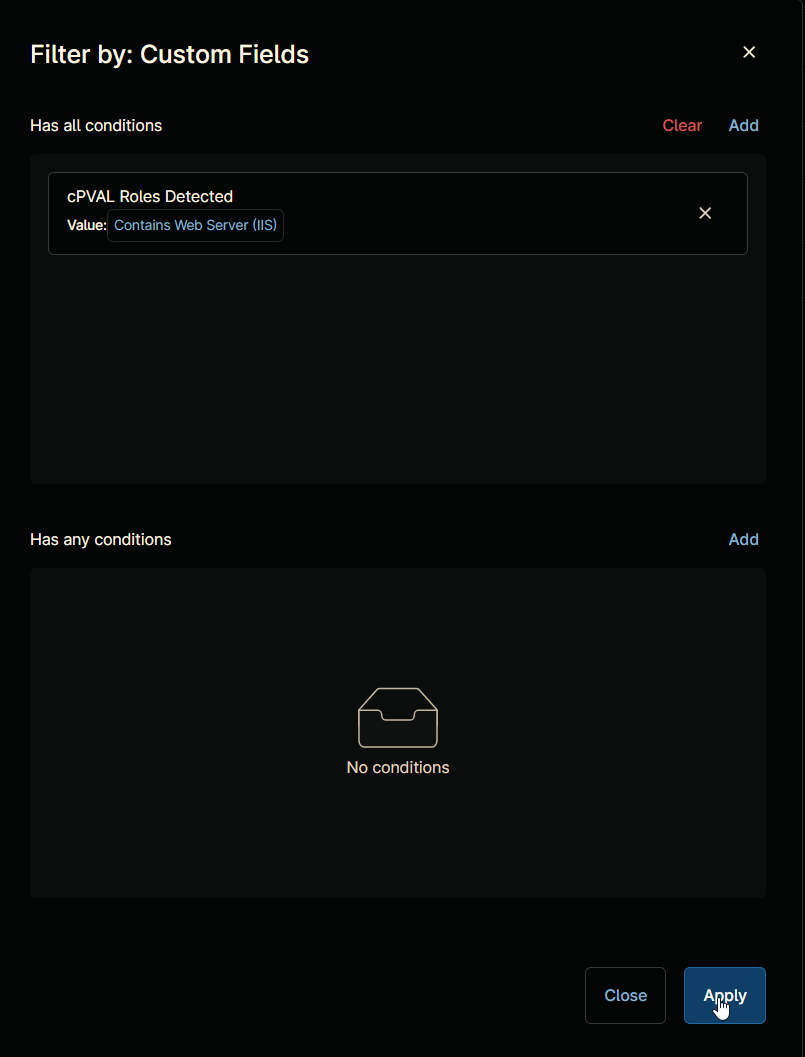 Filter by: Custom Fields
Has all conditions
Clear
Add
cPVAL Roles Detected
Value: Contains Web Server (IIS)
Has any conditions
Add
No conditions
Close
Apply